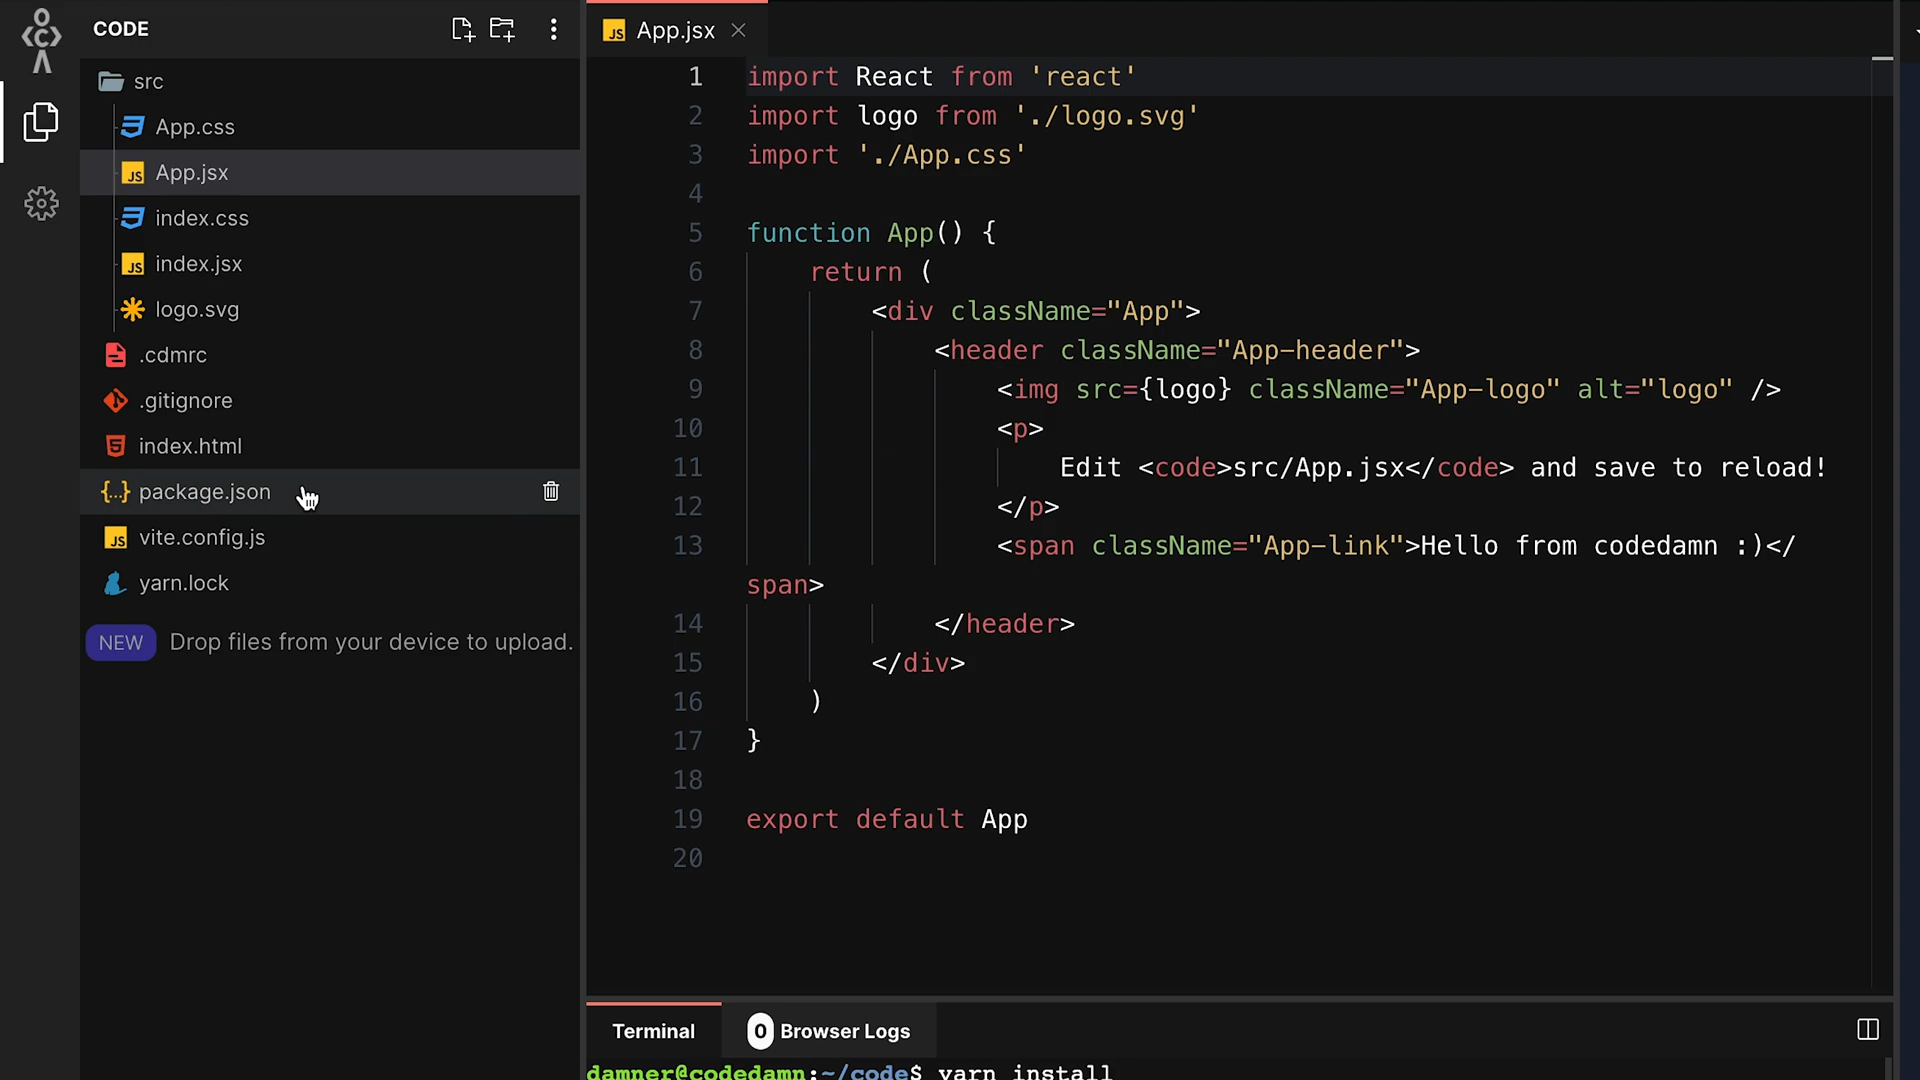 CODE
src
App.css
App.jsx
index.css
index.jsx
logo.svg
.cdmrc
.gitignore
index.html
package.json
vite.config.js
yarn.lock
NEW Drop files from your device to upload.
App.jsx
1 import React from 'react'
2 import logo from './logo.svg'
3 import './App.css'
4
5 function App() {
6 return (
7 <div className="App">
8 <header className="App-header">
9 <img src={logo} className="App-logo" alt="logo" />
10 <p>
11 Edit <code>src/App.jsx</code> and save to reload!
12 </p>
13 <span className="App-link">Hello from codedamn :)</
span>
14 </header>
15 </div>
16 )
17 }
18
19 export default App
20
Terminal 0 Browser Logs
damner@codedamn:~/code$ yarn install